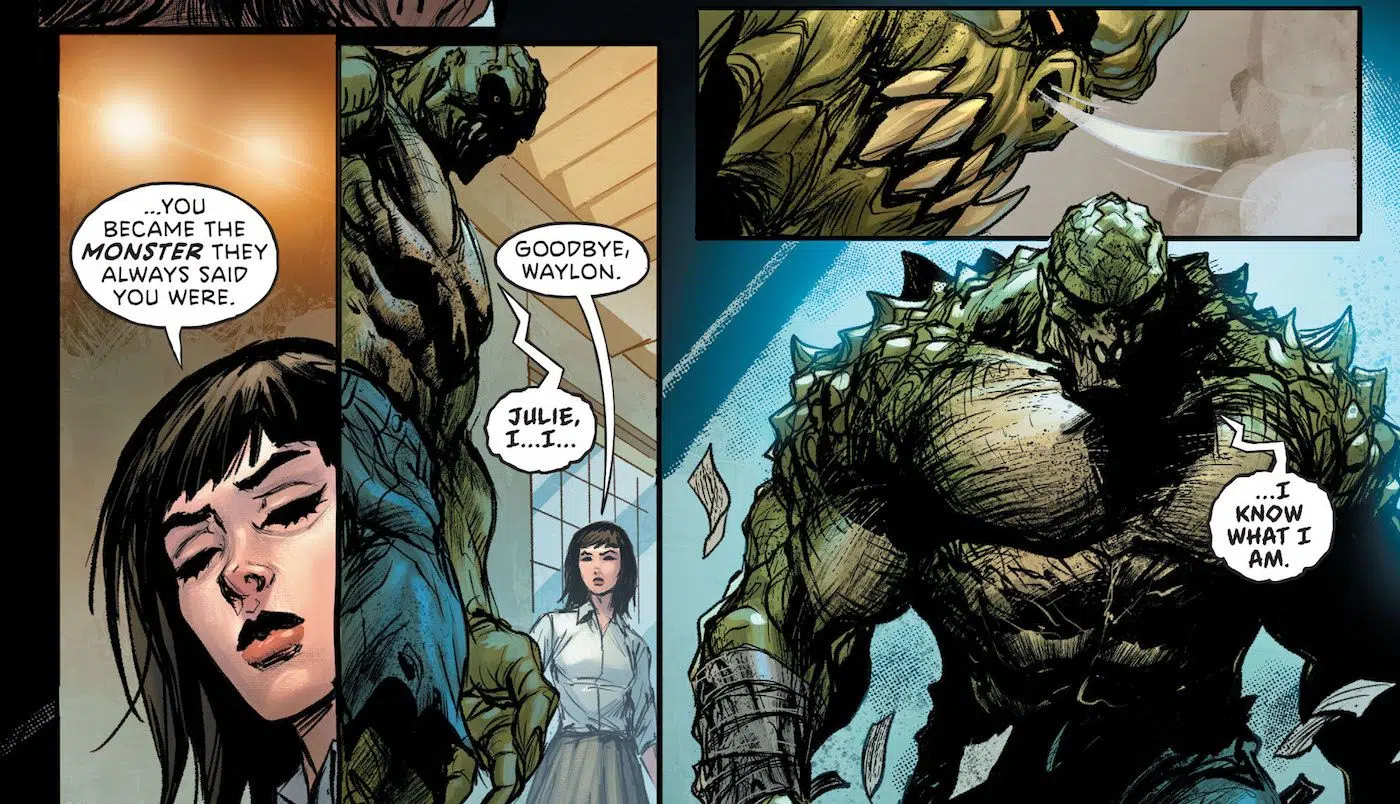 ...YOU
BECAME THE
MONSTER THEY
ALWAYS SAID
YOU WERE.
GOODBYE,
WAYLON.
JULIE,
I...I...
...I
KNOW
WHAT I
AM.